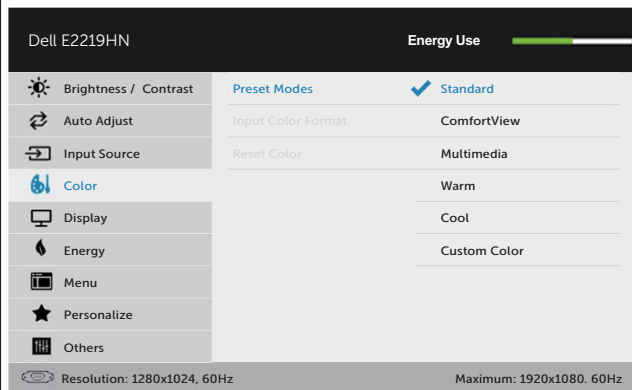 Dell E2219HN Energy Use
Brightness / Contrast Preset Modes Standard
Auto Adjust Input Color Format ComfortView
Input Source Reset Color Multimedia
Color Warm
Display Cool
Energy Custom Color
Menu
Personalize
Others
Resolution: 1280x1024, 60Hz Maximum: 1920x1080. 60Hz